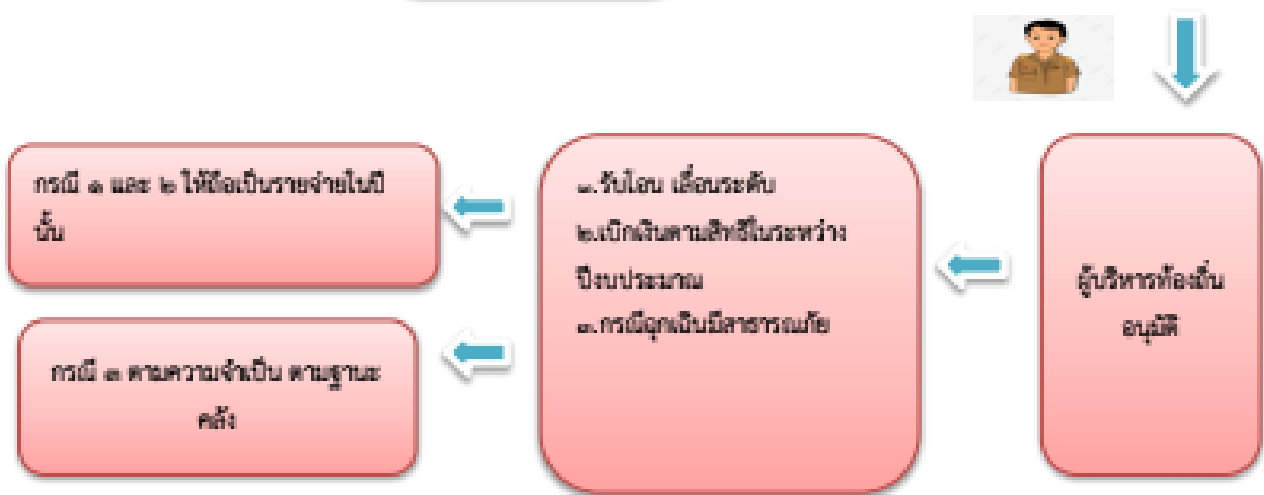 กรณี ๑ และ ๒ ให้ถือเป็นรายจ่ายในปี
นั้น
๑.รับโอน เลื่อนระดับ
๒.เบิกเงินตามสิทธิในระหว่าง
ปีงบประมาณ
๓.กรณีฉุกเฉินมีสาธารณภัย
ผู้บริหารท้องถิ่น
อนุมัติ
กรณี ๓ ตามความจำเป็น ตามฐานะ
คลัง